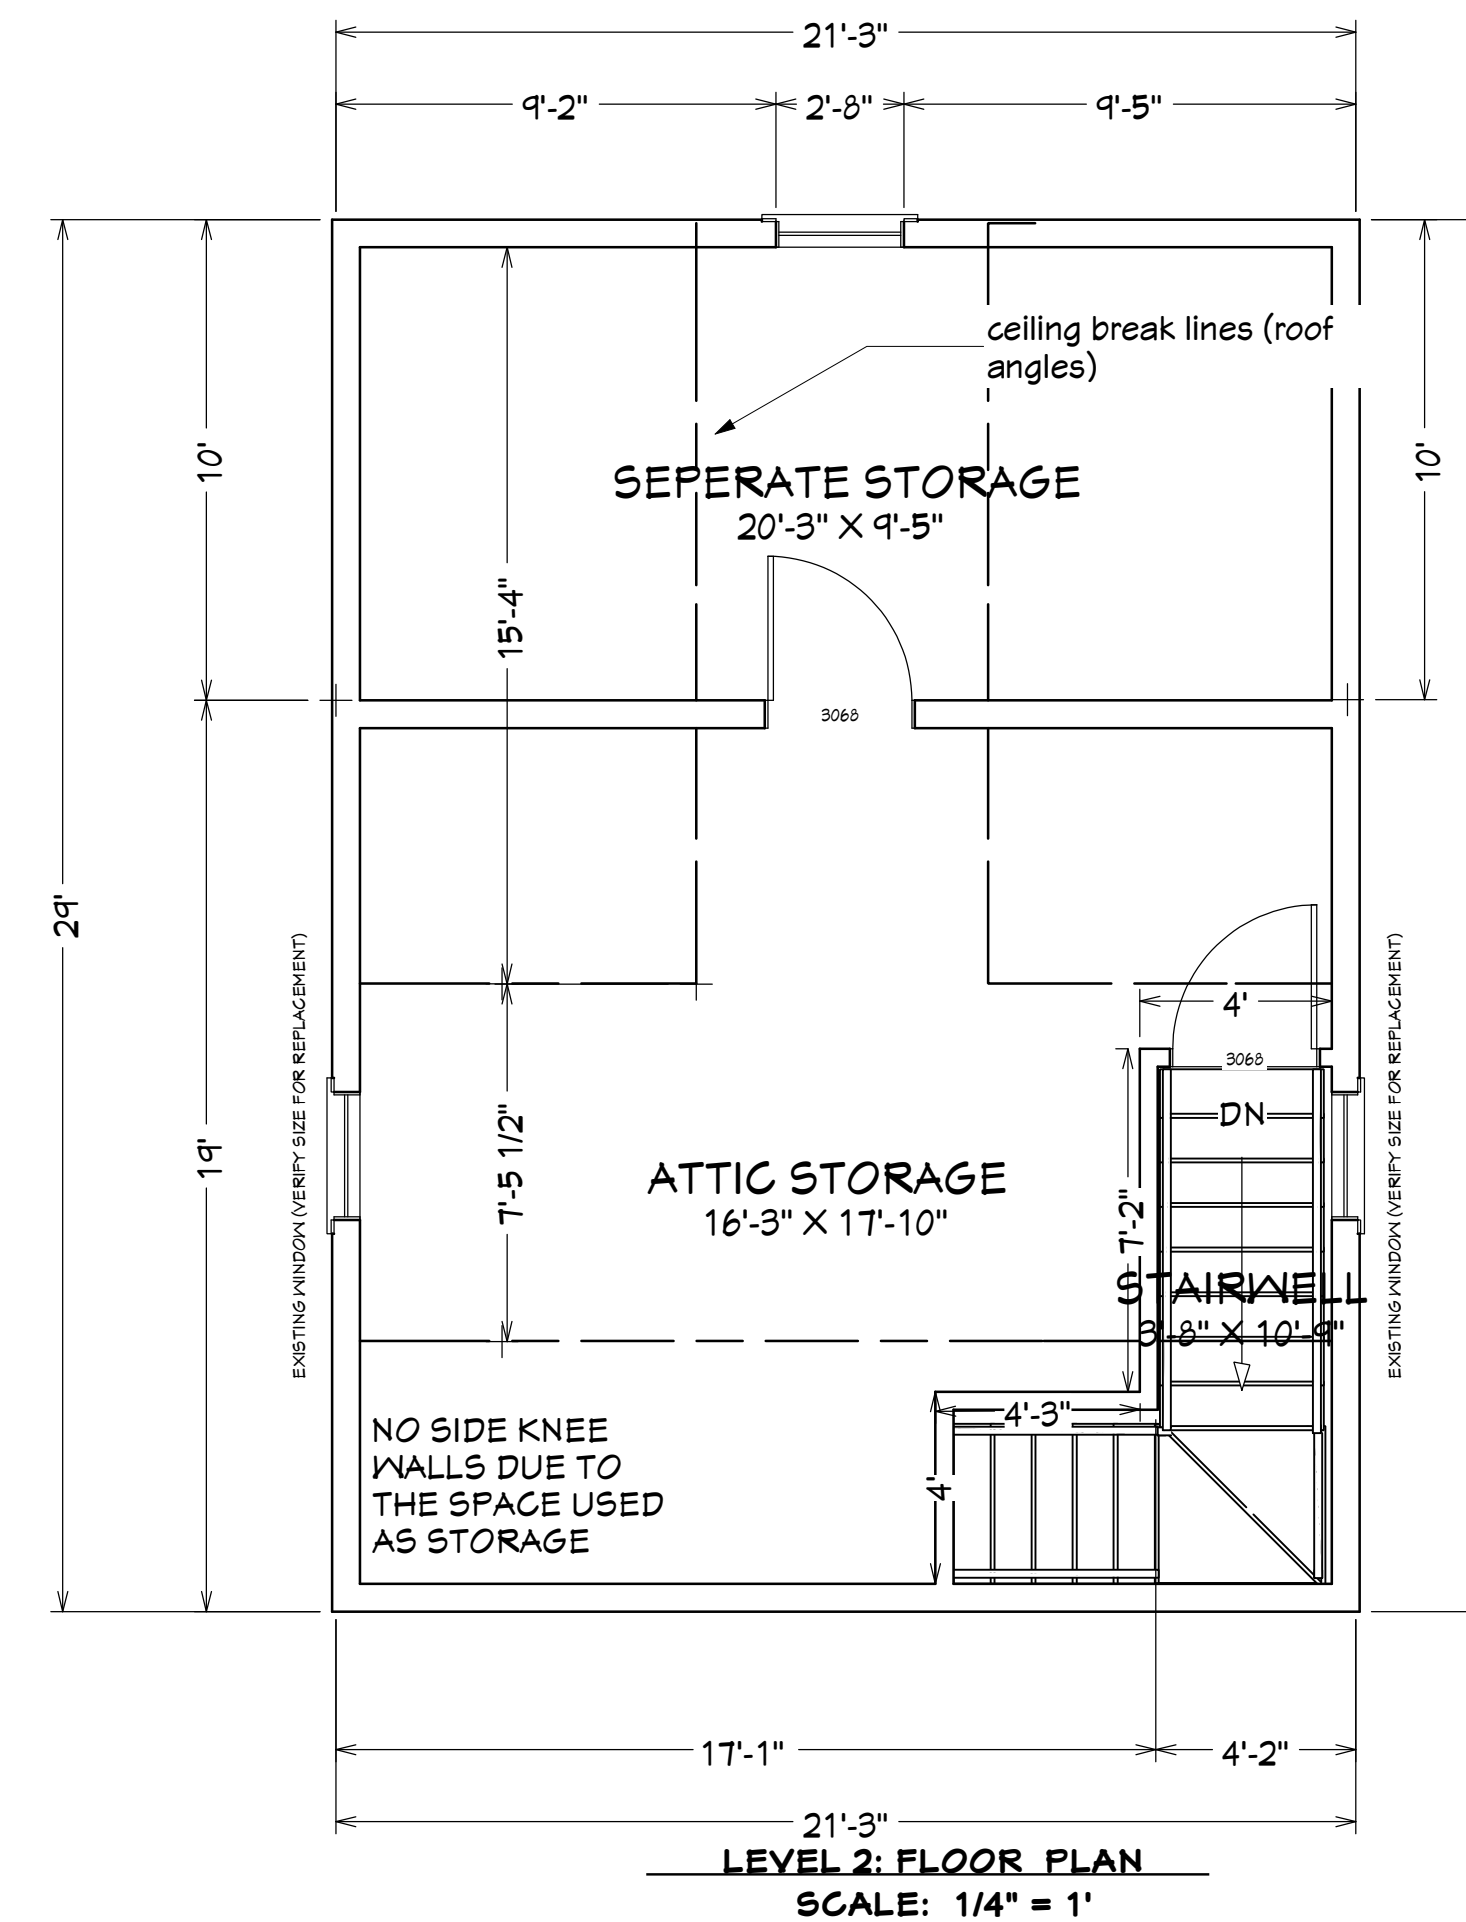 21'-3"
9'-2"
2'-8"
9'-5"
ceiling break lines (roof
angles)
10'
10'
SEPERATE STORAGE
20'-3" X 9'-5"
15'-4"
3068
29'
EXISTING WINDOW (VERIFY SIZE FOR REPLACEMENT)
EXISTING WINDOW (VERIFY SIZE FOR REPLACEMENT)
4'
3068
DN
19'
7'-5 1/2"
ATTIC STORAGE
16'-3" X 17'-10"
7'-2"
STAIRWELL
3'-8" X 10'-9"
4'-3"
NO SIDE KNEE
WALLS DUE TO
THE SPACE USED
AS STORAGE
4'
17'-1"
4'-2"
21'-3"
LEVEL 2: FLOOR PLAN
SCALE: 1/4" = 1'